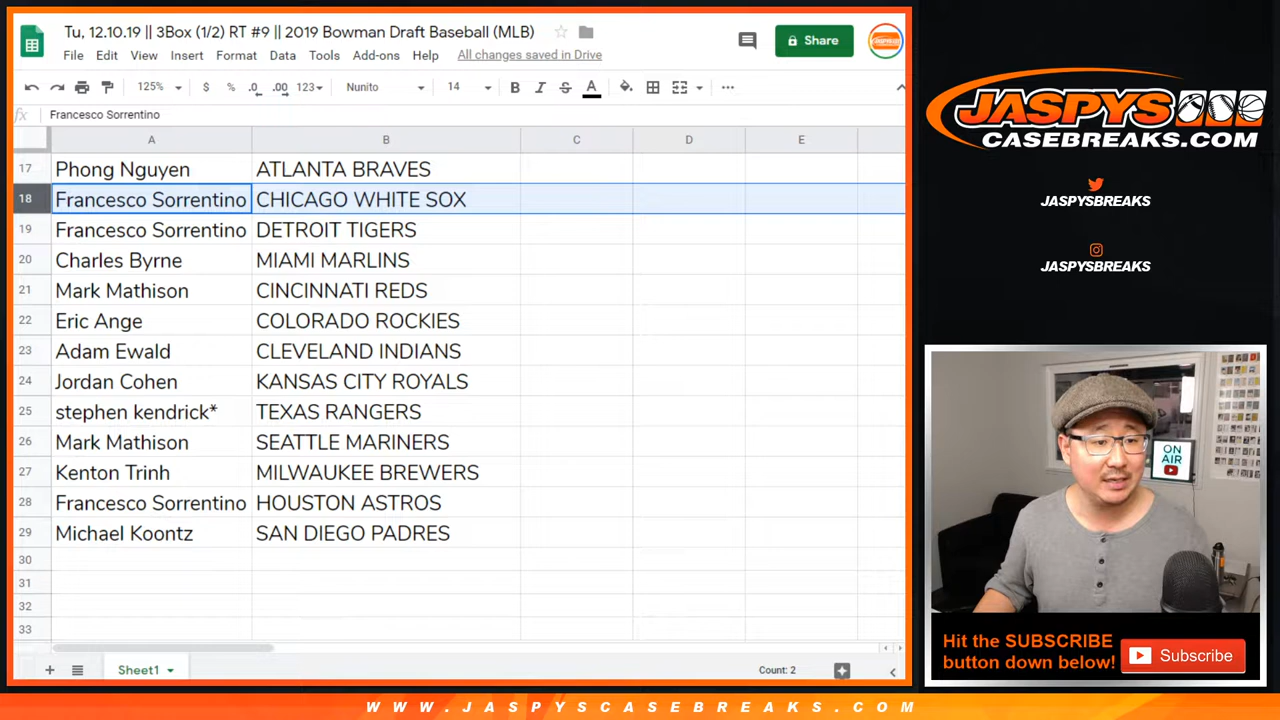 Tu, 12.10.19 || 3Box (1/2) RT #9 || 2019 Bowman Draft Baseball (MLB)
File Edit View Insert Format Data Tools Add-ons Help All changes saved in Drive
Share
125% $ % .0 .00 123 Nunito 14 B I S A
fx Francesco Sorrentino
A B C D E
17 Phong Nguyen ATLANTA BRAVES
18 Francesco Sorrentino CHICAGO WHITE SOX
19 Francesco Sorrentino DETROIT TIGERS
20 Charles Byrne MIAMI MARLINS
21 Mark Mathison CINCINNATI REDS
22 Eric Ange COLORADO ROCKIES
23 Adam Ewald CLEVELAND INDIANS
24 Jordan Cohen KANSAS CITY ROYALS
25 stephen kendrick* TEXAS RANGERS
26 Mark Mathison SEATTLE MARINERS
27 Kenton Trinh MILWAUKEE BREWERS
28 Francesco Sorrentino HOUSTON ASTROS
29 Michael Koontz SAN DIEGO PADRES
30
31
32
33
Sheet1 Count: 2
JASPYS
CASEBREAKS.COM
JASPYSBREAKS
JASPYSBREAKS
ON
AIR
Hit the SUBSCRIBE
button down below!
Subscribe
WWW.JASPYSCASEBREAKS.COM